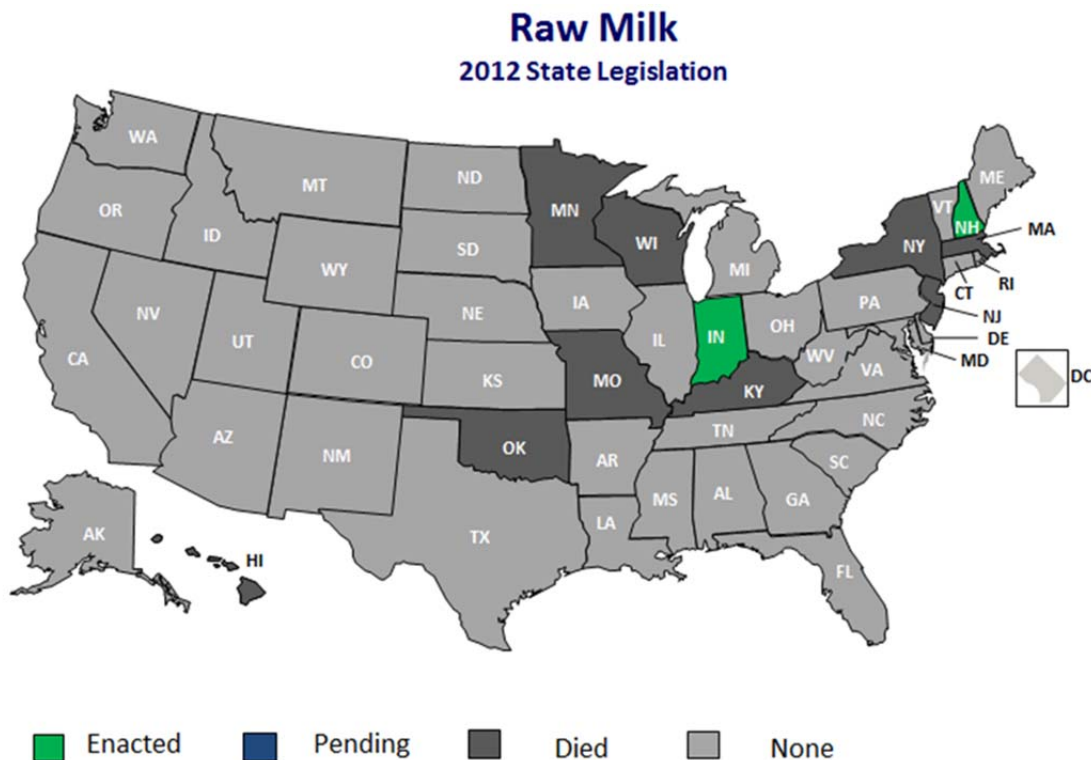 Raw Milk
2012 State Legislation
WA
MT
ND
MN
ME
VT
NH
OR
ID
SD
WI
NY
MA
WY
MI
RI
CT
IA
PA
NJ
NV
NE
IL
IN
OH
DE
UT
MD
CA
CO
WV
VA
DC
KS
MO
KY
NC
TN
AZ
NM
OK
AR
SC
MS
AL
GA
LA
AK
TX
HI
FL
Enacted
Pending
Died
None